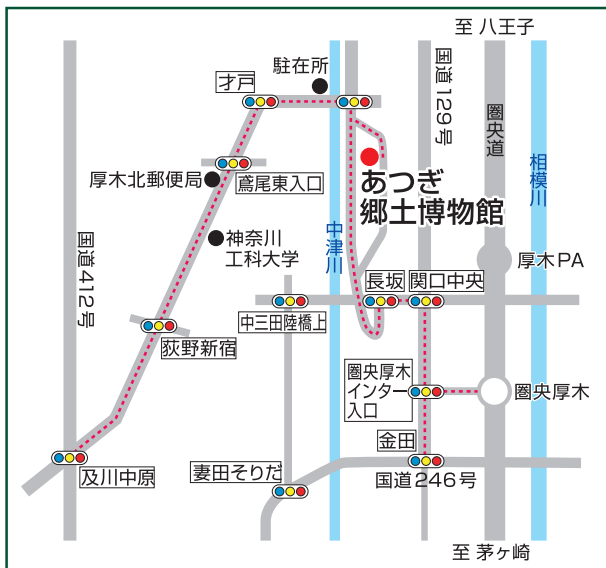 至 八王子
駐在所
才戸
国道129号
圏央道
相模川
鳶尾東入口
厚木北郵便局
あつぎ
郷土博物館
中津川
国道412号
神奈川
工科大学
厚木PA
長坂
関口中央
中三田陸橋上
荻野新宿
圏央厚木
インター
入口
圏央厚木
金田
及川中原
妻田そりだ
国道246号
至 茅ヶ崎